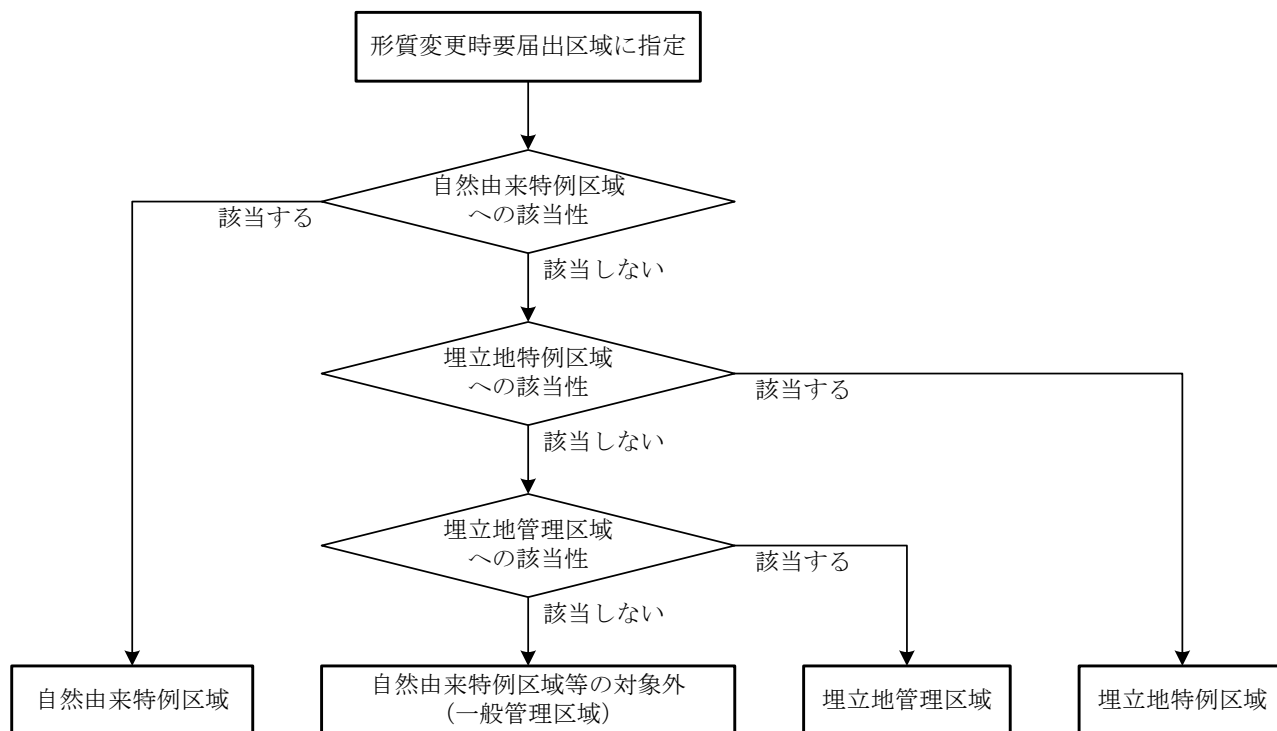 形質変更時要届出区域に指定
自然由来特例区域
への該当性
該当する
該当しない
埋立地特例区域
への該当性
該当する
該当しない
埋立地管理区域
への該当性
該当する
該当しない
自然由来特例区域
自然由来特例区域等の対象外
（一般管理区域）
埋立地管理区域
埋立地特例区域